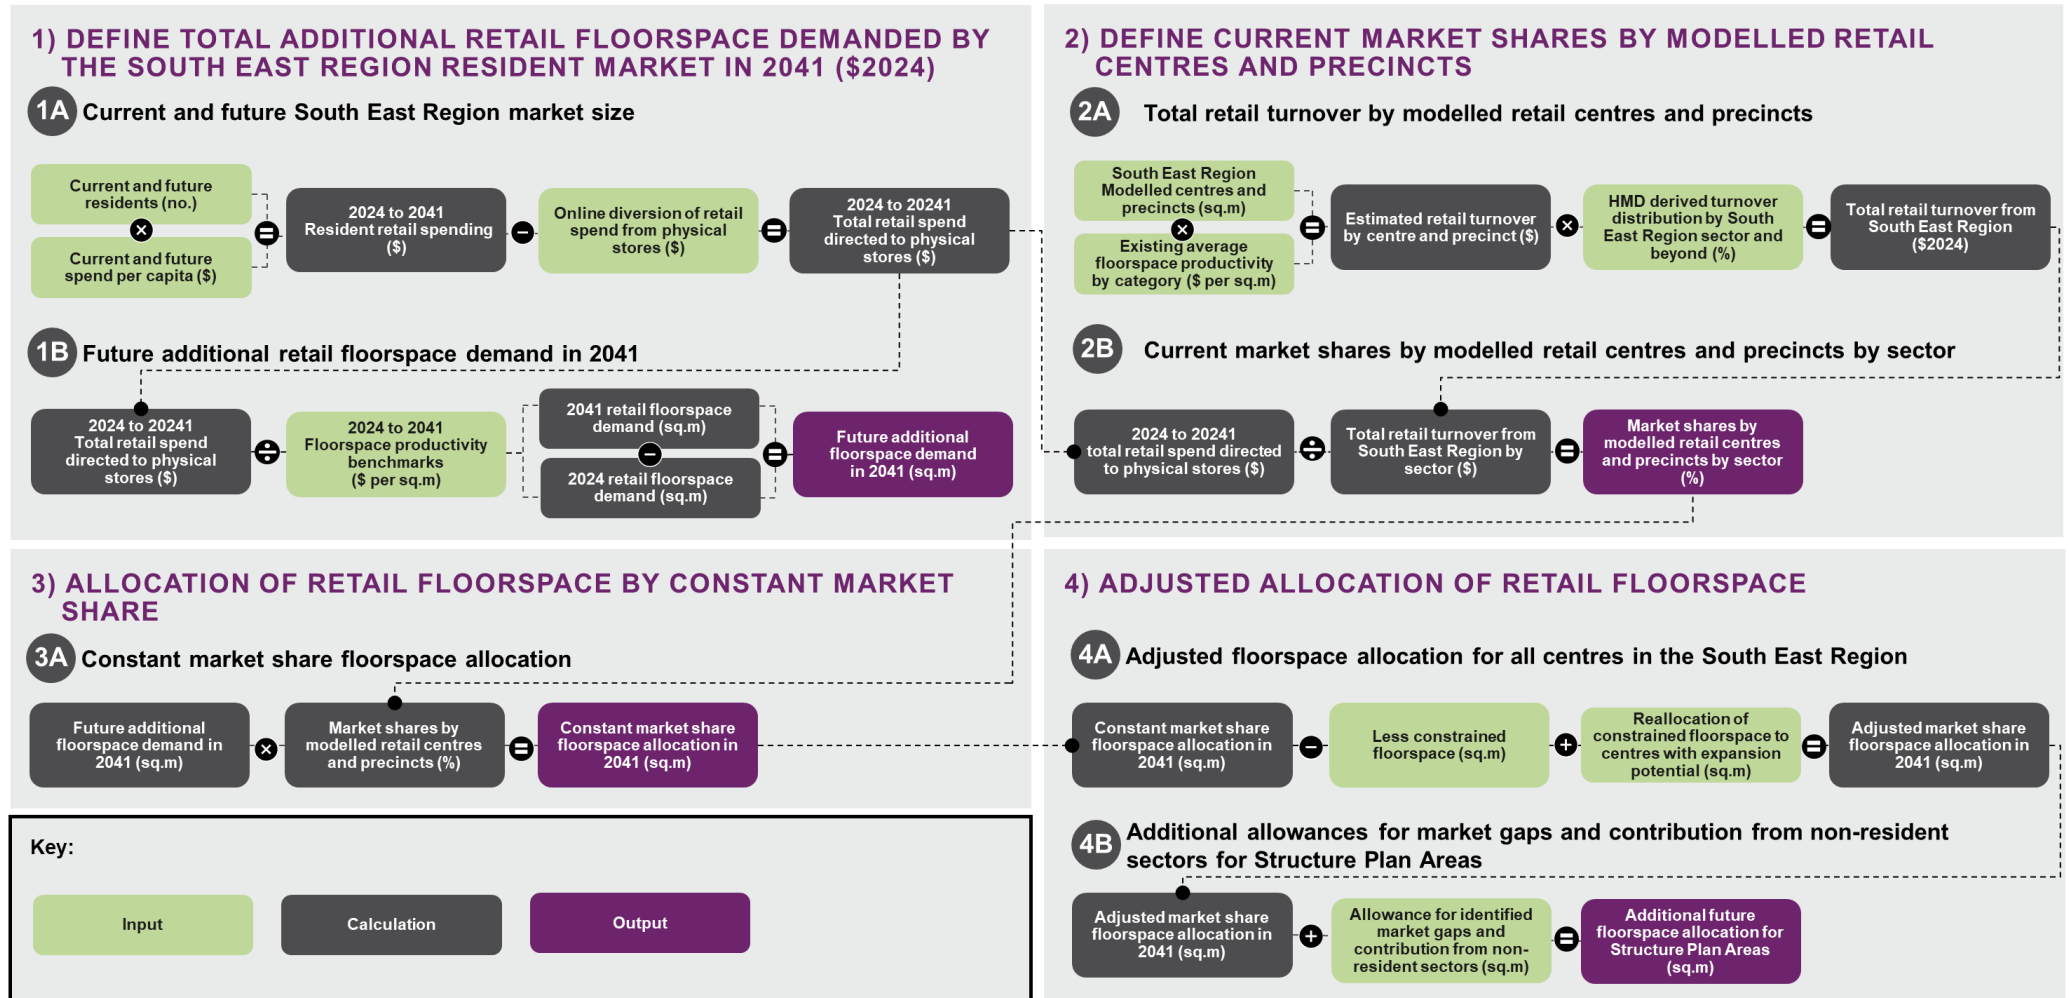 1) DEFINE TOTAL ADDITIONAL RETAIL FLOORSPACE DEMANDED BY
THE SOUTH EAST REGION RESIDENT MARKET IN 2041 ($2024)
1A Current and future South East Region market size
Current and future
residents (no.)
×
Current and future
spend per capita ($)
=
2024 to 2041
Resident retail spending
($)
−
Online diversion of retail
spend from physical
stores ($)
=
2024 to 20241
Total retail spend
directed to physical
stores ($)
1B Future additional retail floorspace demand in 2041
2024 to 20241
Total retail spend
directed to physical
stores ($)
÷
2024 to 2041
Floorspace productivity
benchmarks
($ per sq.m)
2041 retail floorspace
demand (sq.m)
−
2024 retail floorspace
demand (sq.m)
=
Future additional
floorspace demand
in 2041 (sq.m)
2) DEFINE CURRENT MARKET SHARES BY MODELLED RETAIL
CENTRES AND PRECINCTS
2A Total retail turnover by modelled retail centres and precincts
South East Region
Modelled centres and
precincts (sq.m)
×
Existing average
floorspace productivity
by category ($ per sq.m)
=
Estimated retail turnover
by centre and precinct ($)
×
HMD derived turnover
distribution by South
East Region sector and
beyond (%)
=
Total retail turnover from
South East Region
($2024)
2B Current market shares by modelled retail centres and precincts by sector
2024 to 20241
total retail spend directed
to physical stores ($)
÷
Total retail turnover from
South East Region by
sector ($)
=
Market shares by
modelled retail centres
and precincts by sector
(%)
3) ALLOCATION OF RETAIL FLOORSPACE BY CONSTANT MARKET
SHARE
3A Constant market share floorspace allocation
Future additional
floorspace demand in
2041 (sq.m)
×
Market shares by
modelled retail centres
and precincts (%)
=
Constant market share
floorspace allocation in
2041 (sq.m)
Key:
Input
Calculation
Output
4) ADJUSTED ALLOCATION OF RETAIL FLOORSPACE
4A Adjusted floorspace allocation for all centres in the South East Region
Constant market share
floorspace allocation in
2041 (sq.m)
−
Less constrained
floorspace (sq.m)
+
Reallocation of
constrained floorspace to
centres with expansion
potential (sq.m)
=
Adjusted market share
floorspace allocation in
2041 (sq.m)
4B Additional allowances for market gaps and contribution from non-resident
sectors for Structure Plan Areas
Adjusted market share
floorspace allocation in
2041 (sq.m)
+
Allowance for identified
market gaps and
contribution from non-
resident sectors (sq.m)
=
Additional future
floorspace allocation for
Structure Plan Areas
(sq.m)